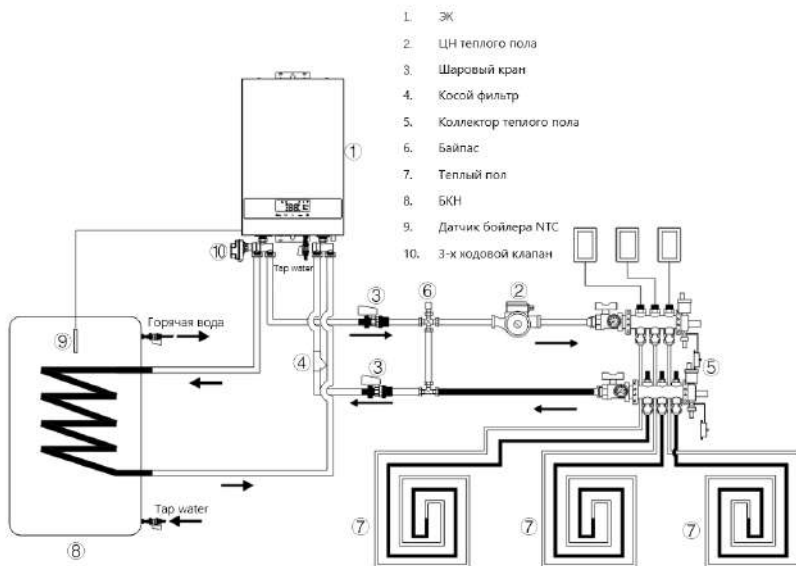 1. ЭК
2. ЦН теплого пола
3. Шаровый кран
4. Косой фильтр
5. Коллектор теплого пола
6. Байпас
7. Теплый пол
8. БКН
9. Датчик бойлера NTC
10. 3-х ходовой клапан
①
⑩
Tap water
③
⑥
②
Горячая вода
⑨
④
③
⑤
Tap water
⑦
⑦
⑦
⑧